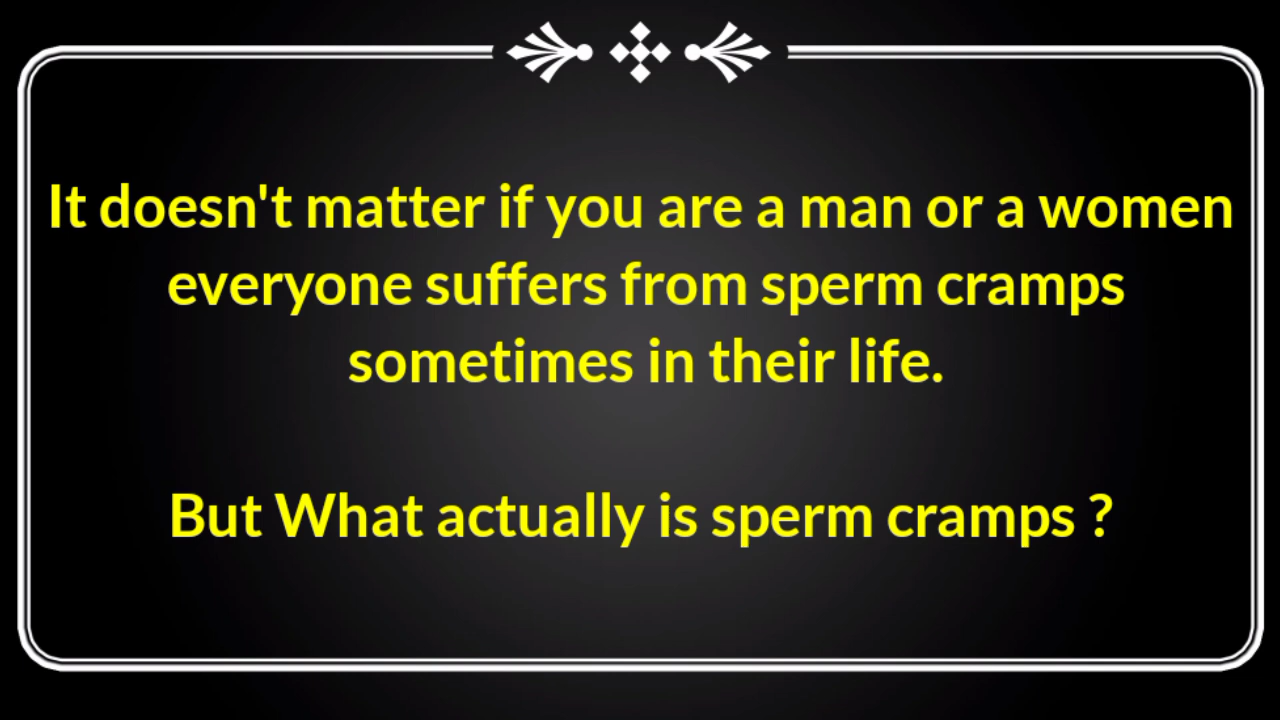 It doesn't matter if you are a man or a women
everyone suffers from sperm cramps
sometimes in their life.
But What actually is sperm cramps ?